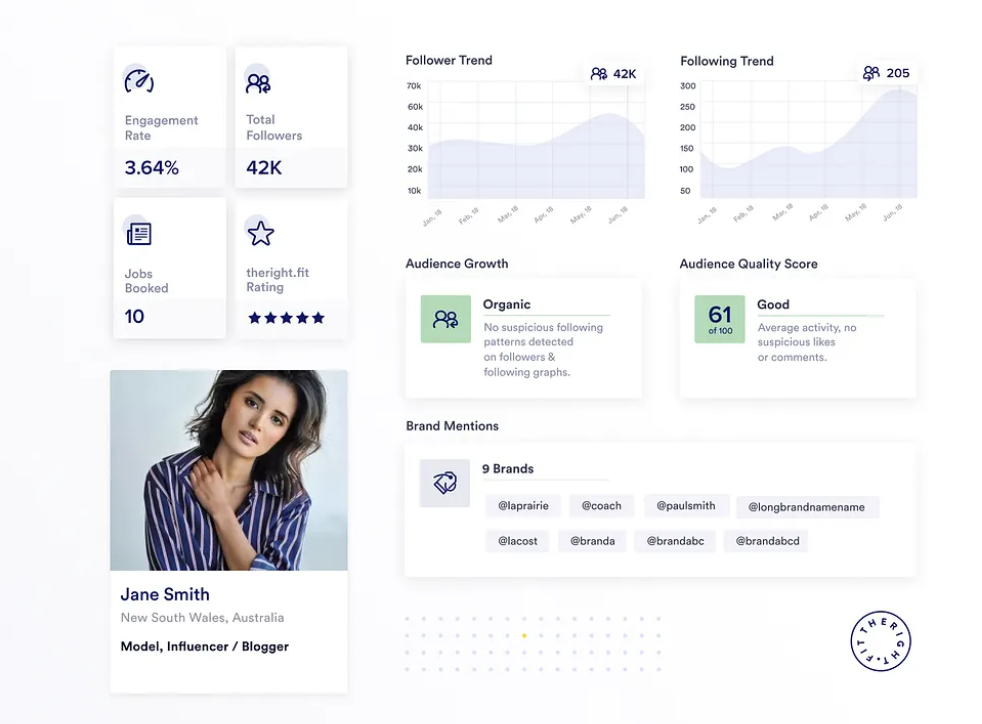 Engagement
Rate
3.64%
Total
Followers
42K
Jobs
Booked
10
theright.fit
Rating
Jane Smith
New South Wales, Australia
Model, Influencer / Blogger
Follower Trend
42K
70k
60k
40k
30k
20k
10k
Jan, 18
Feb, 18
Mar, 18
Apr, 18
May, 18
Jun, 18
Following Trend
205
300
250
200
150
100
50
Jan, 18
Feb, 18
Mar, 18
Apr, 18
May, 18
Jun, 18
Audience Growth
Organic
No suspicious following
patterns detected
on followers &
following graphs.
Audience Quality Score
61
of 100
Good
Average activity, no
suspicious likes
or comments.
Brand Mentions
9 Brands
@laprairie @coach @paulsmith @longbrandnamename
@lacost @branda @brandabc @brandabcd
THERIGHT.FIT